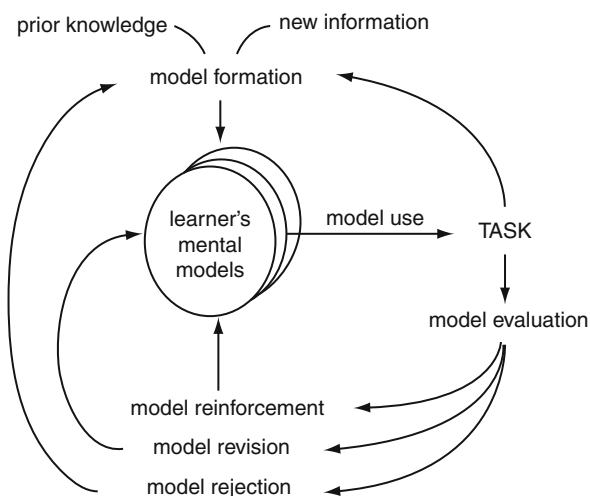 prior knowledge
new information
model formation
learner's
mental
models
model use
TASK
model evaluation
model reinforcement
model revision
model rejection